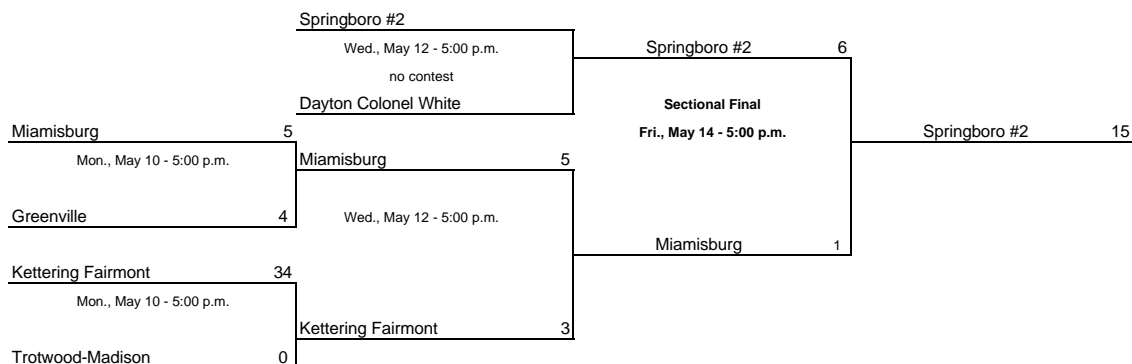 Springboro #2
Wed., May 12 - 5:00 p.m.
Springboro #2 6
no contest
Dayton Colonel White
Sectional Final
Miamisburg 5
Fri., May 14 - 5:00 p.m.
Springboro #2 15
Mon., May 10 - 5:00 p.m.
Miamisburg 5
Greenville 4
Wed., May 12 - 5:00 p.m.
Miamisburg 1
Kettering Fairmont 34
Mon., May 10 - 5:00 p.m.
Kettering Fairmont 3
Trotwood-Madison 0